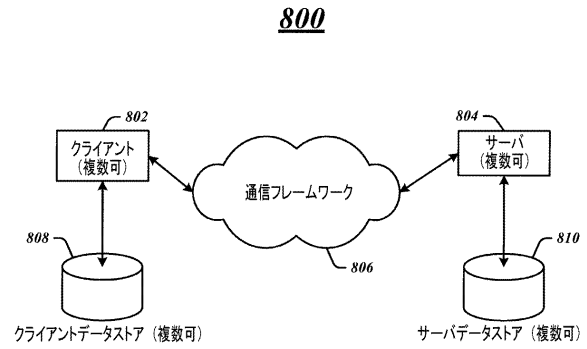 800
802
クライアント
(複数可)
804
サーバ
(複数可)
通信フレームワーク
806
808
クライアントデータストア (複数可)
810
サーバデータストア (複数可)